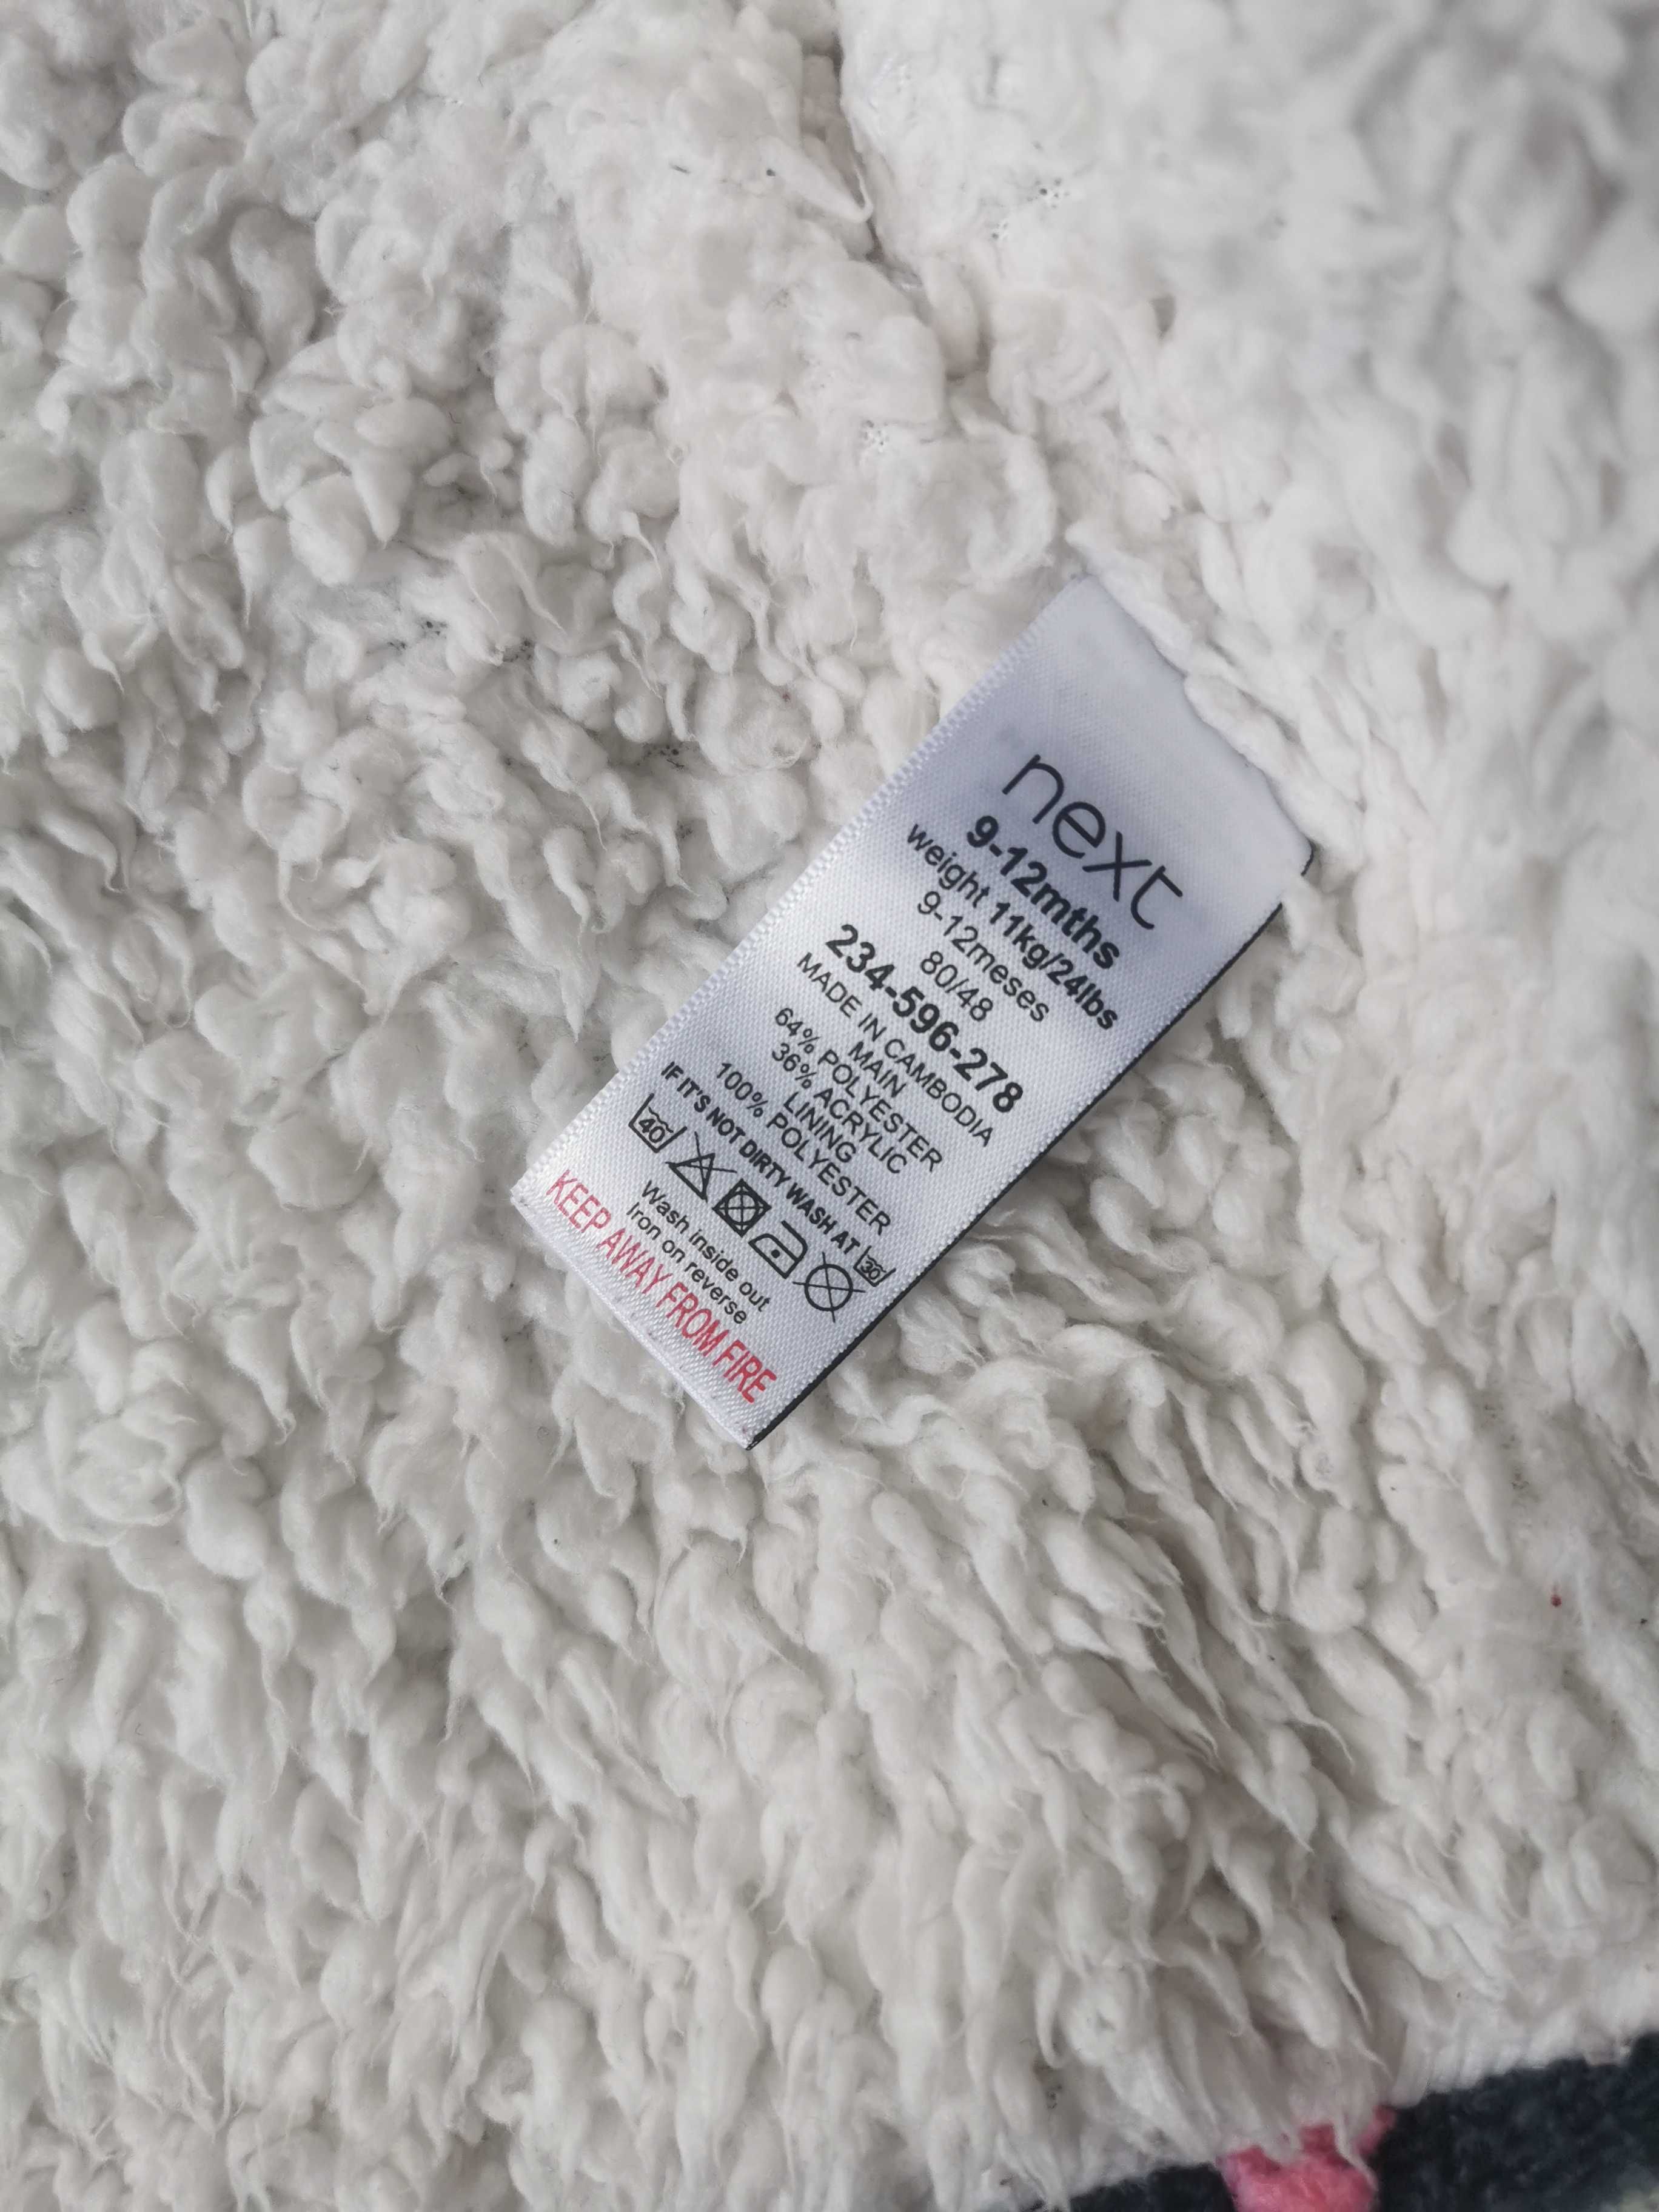 next
9-12mths
weight 11kg/24lbs
9-12meses
80/48
234-596-278
MADE IN CAMBODIA
MAIN
64% POLYESTER
36% ACRYLIC
LINING
100% POLYESTER
IF IT'S NOT DIRTY WASH AT 30
40
Wash inside out
Iron on reverse
KEEP AWAY FROM FIRE